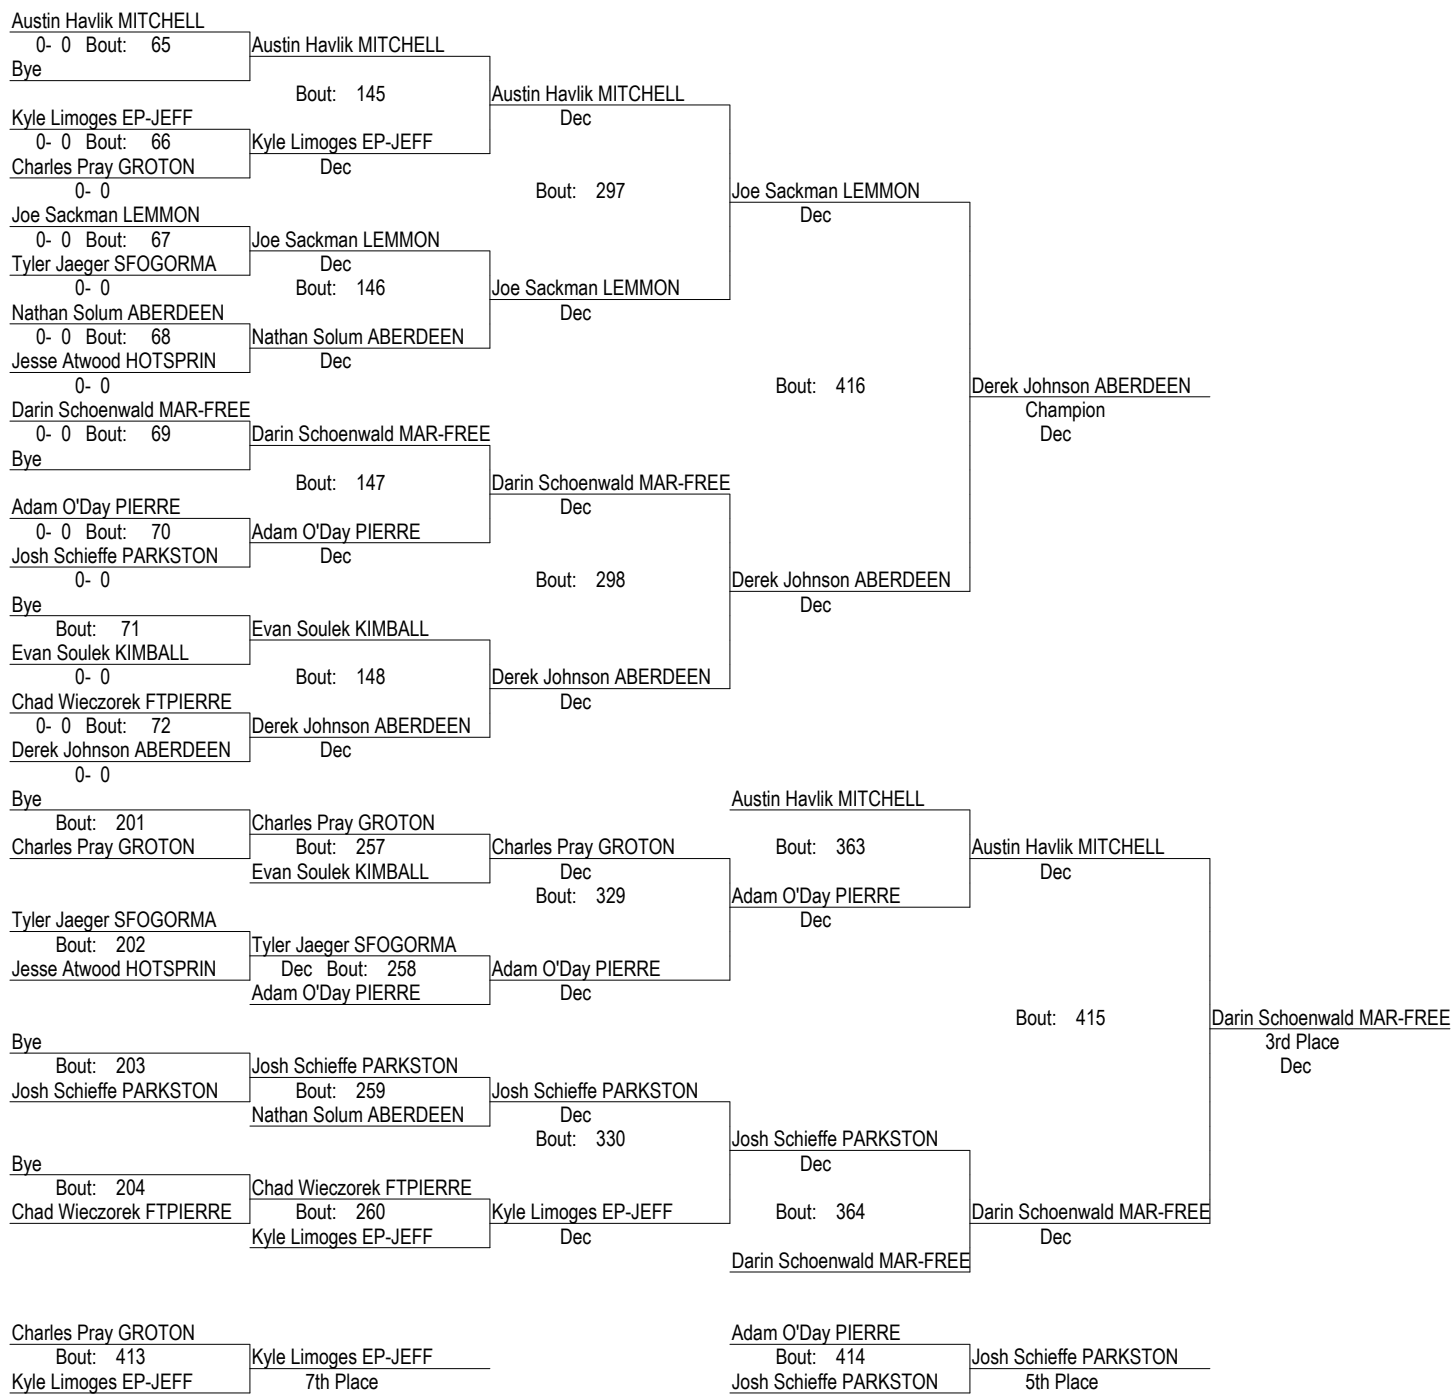 Austin Havlik MITCHELL
0- 0 Bout: 65 Austin Havlik MITCHELL
Bye
Bout: 145 Austin Havlik MITCHELL
Kyle Limoges EP-JEFF Dec
0- 0 Bout: 66 Kyle Limoges EP-JEFF
Charles Pray GROTON Dec
0- 0 Bout: 297 Joe Sackman LEMMON
Joe Sackman LEMMON Dec
0- 0 Bout: 67 Joe Sackman LEMMON
Tyler Jaeger SFOGORMA Dec
0- 0 Bout: 146 Joe Sackman LEMMON
Nathan Solum ABERDEEN Dec
0- 0 Bout: 68 Nathan Solum ABERDEEN
Jesse Atwood HOTSPRIN Dec
0- 0 Bout: 416 Derek Johnson ABERDEEN
Darin Schoenwald MAR-FREE Champion
0- 0 Bout: 69 Darin Schoenwald MAR-FREE Dec
Bye
Bout: 147 Darin Schoenwald MAR-FREE
Adam O'Day PIERRE Dec
0- 0 Bout: 70 Adam O'Day PIERRE
Josh Schieffe PARKSTON Dec
0- 0 Bout: 298 Derek Johnson ABERDEEN
Bye Dec
Bout: 71 Evan Soulek KIMBALL
Evan Soulek KIMBALL
0- 0 Bout: 148 Derek Johnson ABERDEEN
Chad Wieczorek FTPIERRE Dec
0- 0 Bout: 72 Derek Johnson ABERDEEN
Derek Johnson ABERDEEN Dec
0- 0
Bye Austin Havlik MITCHELL
Bout: 201 Charles Pray GROTON
Charles Pray GROTON Bout: 257 Charles Pray GROTON Bout: 363 Austin Havlik MITCHELL
Evan Soulek KIMBALL Dec Dec
Bout: 329 Adam O'Day PIERRE
Tyler Jaeger SFOGORMA Dec
Bout: 202 Tyler Jaeger SFOGORMA
Jesse Atwood HOTSPRIN Dec Bout: 258 Adam O'Day PIERRE
Adam O'Day PIERRE Dec
Bout: 415 Darin Schoenwald MAR-FREE
Bye 3rd Place
Bout: 203 Josh Schieffe PARKSTON Dec
Josh Schieffe PARKSTON Bout: 259 Josh Schieffe PARKSTON
Nathan Solum ABERDEEN Dec
Bout: 330 Josh Schieffe PARKSTON
Bye Dec
Bout: 204 Chad Wieczorek FTPIERRE
Chad Wieczorek FTPIERRE Bout: 260 Kyle Limoges EP-JEFF Bout: 364 Darin Schoenwald MAR-FREE
Kyle Limoges EP-JEFF Dec Dec
Darin Schoenwald MAR-FREE
Charles Pray GROTON Adam O'Day PIERRE
Bout: 413 Kyle Limoges EP-JEFF Bout: 414 Josh Schieffe PARKSTON
Kyle Limoges EP-JEFF 7th Place Josh Schieffe PARKSTON 5th Place